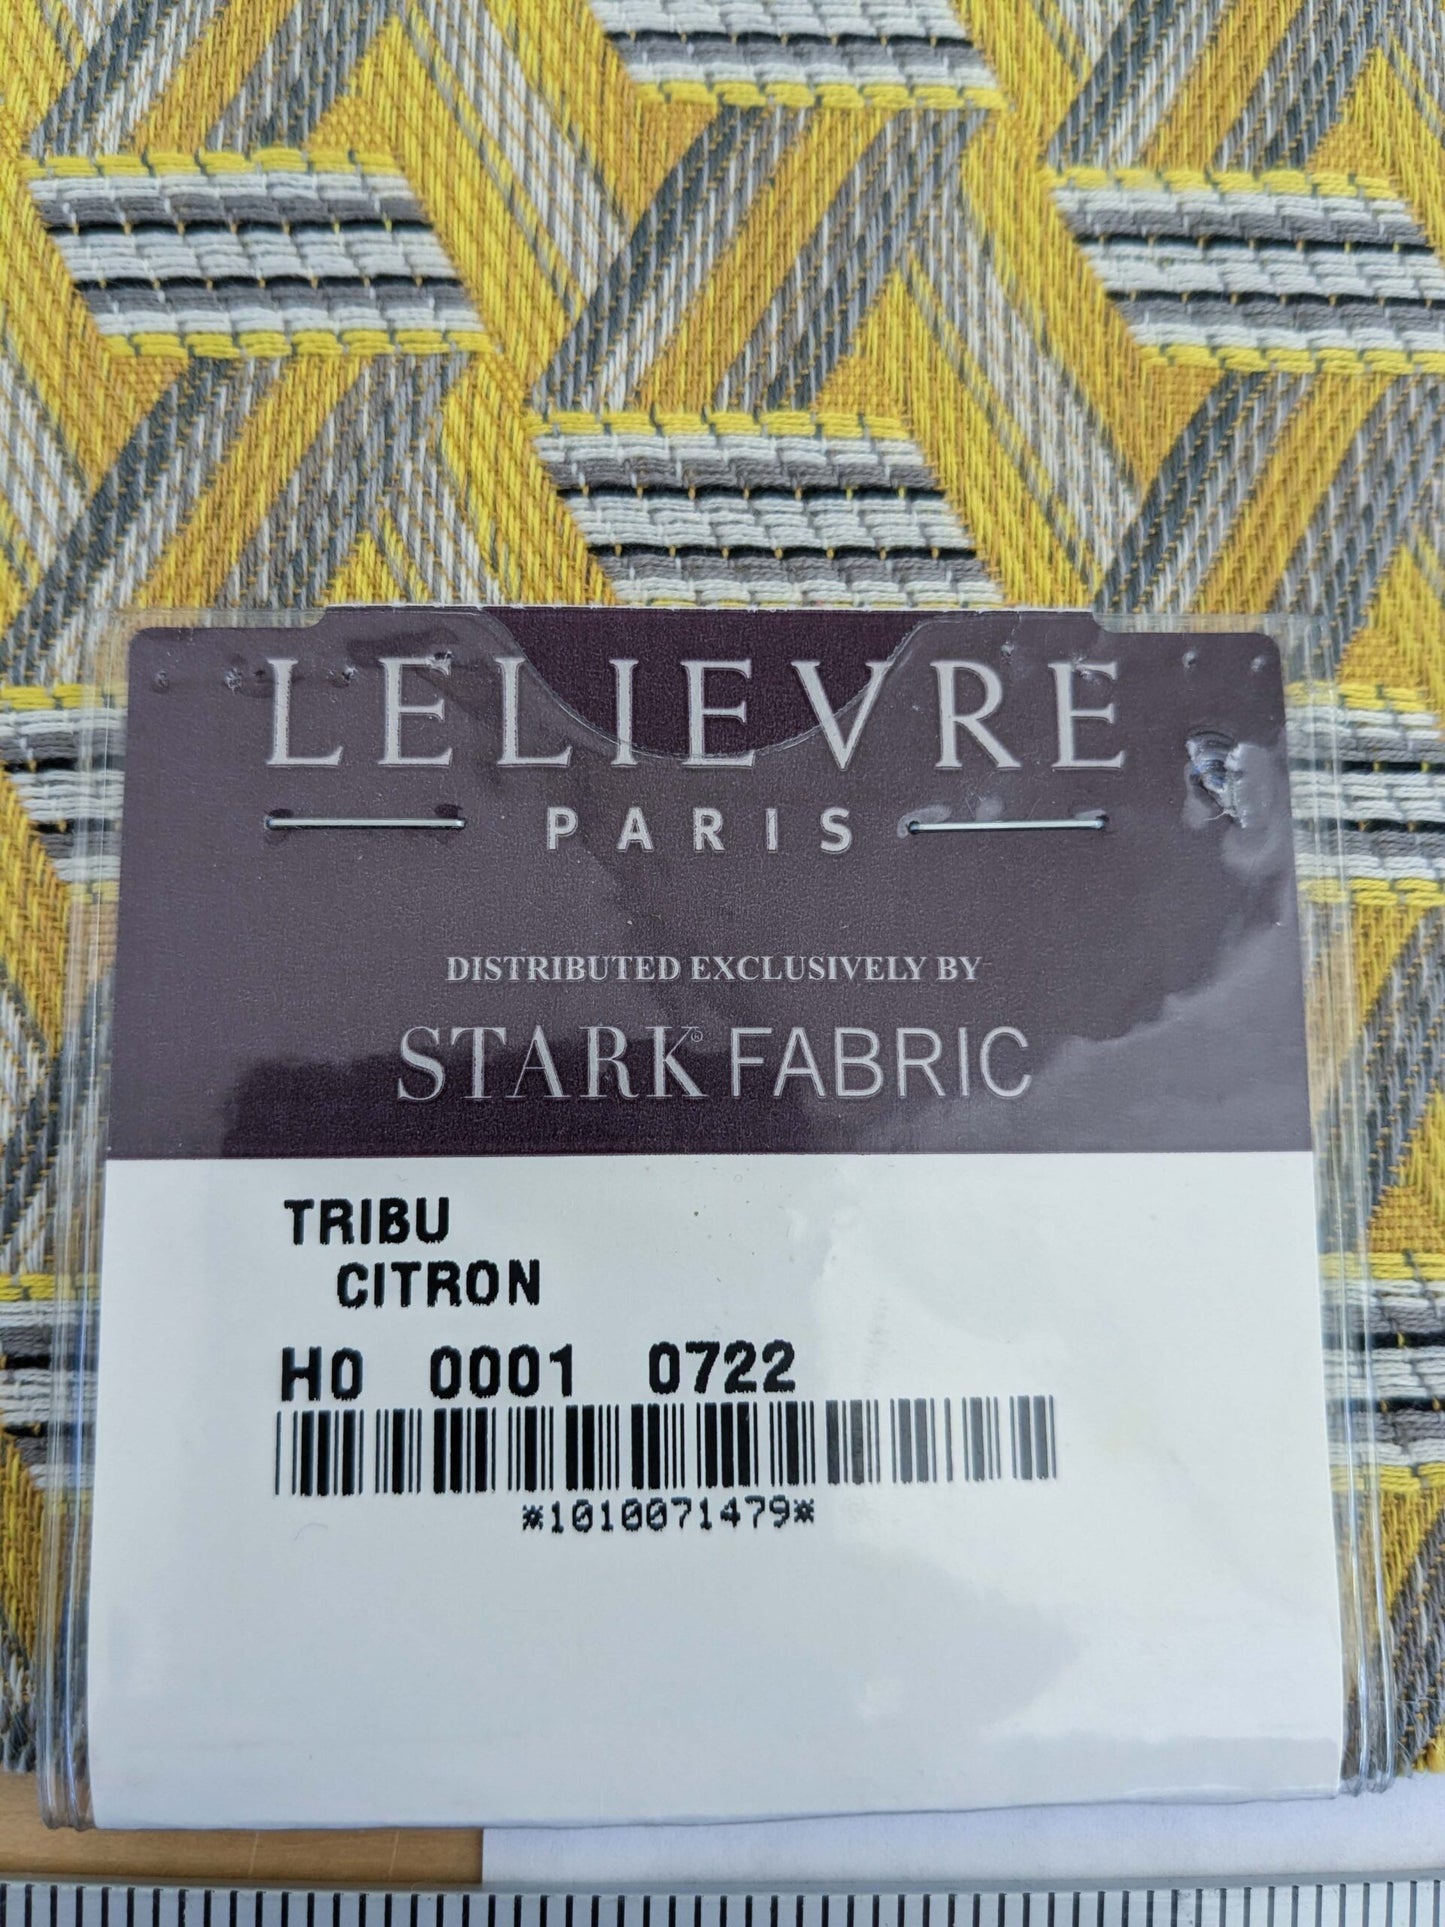 LELIEVRE
PARIS
DISTRIBUTED EXCLUSIVELY BY
STARK® FABRIC
TRIBU
CITRON
H0 0001 0722
*1010071479*